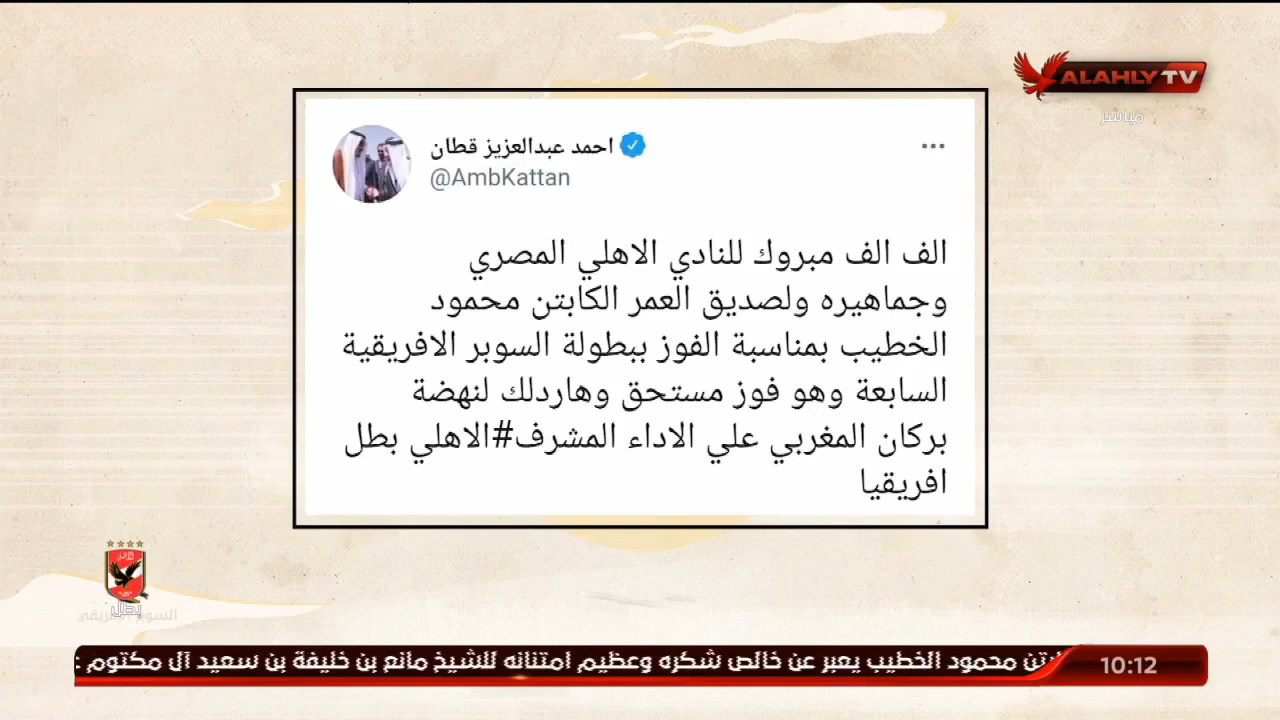 ALAHLY TV
مباشر
احمد عبدالعزيز قطان
@AmbKattan
الف الف مبروك للنادي الاهلي المصري
وجماهيره ولصديق العمر الكابتن محمود
الخطيب بمناسبة الفوز ببطولة السوبر الافريقية
السابعة وهو فوز مستحق وهاردلك لنهضة
بركان المغربي علي الاداء المشرف#الاهلي بطل
افريقيا
بطل
محمود الخطيب يعبر عن خالص شكره وعظيم امتنانه للشيخ مانع بن خليفة بن سعيد آل مكتوم
10:12